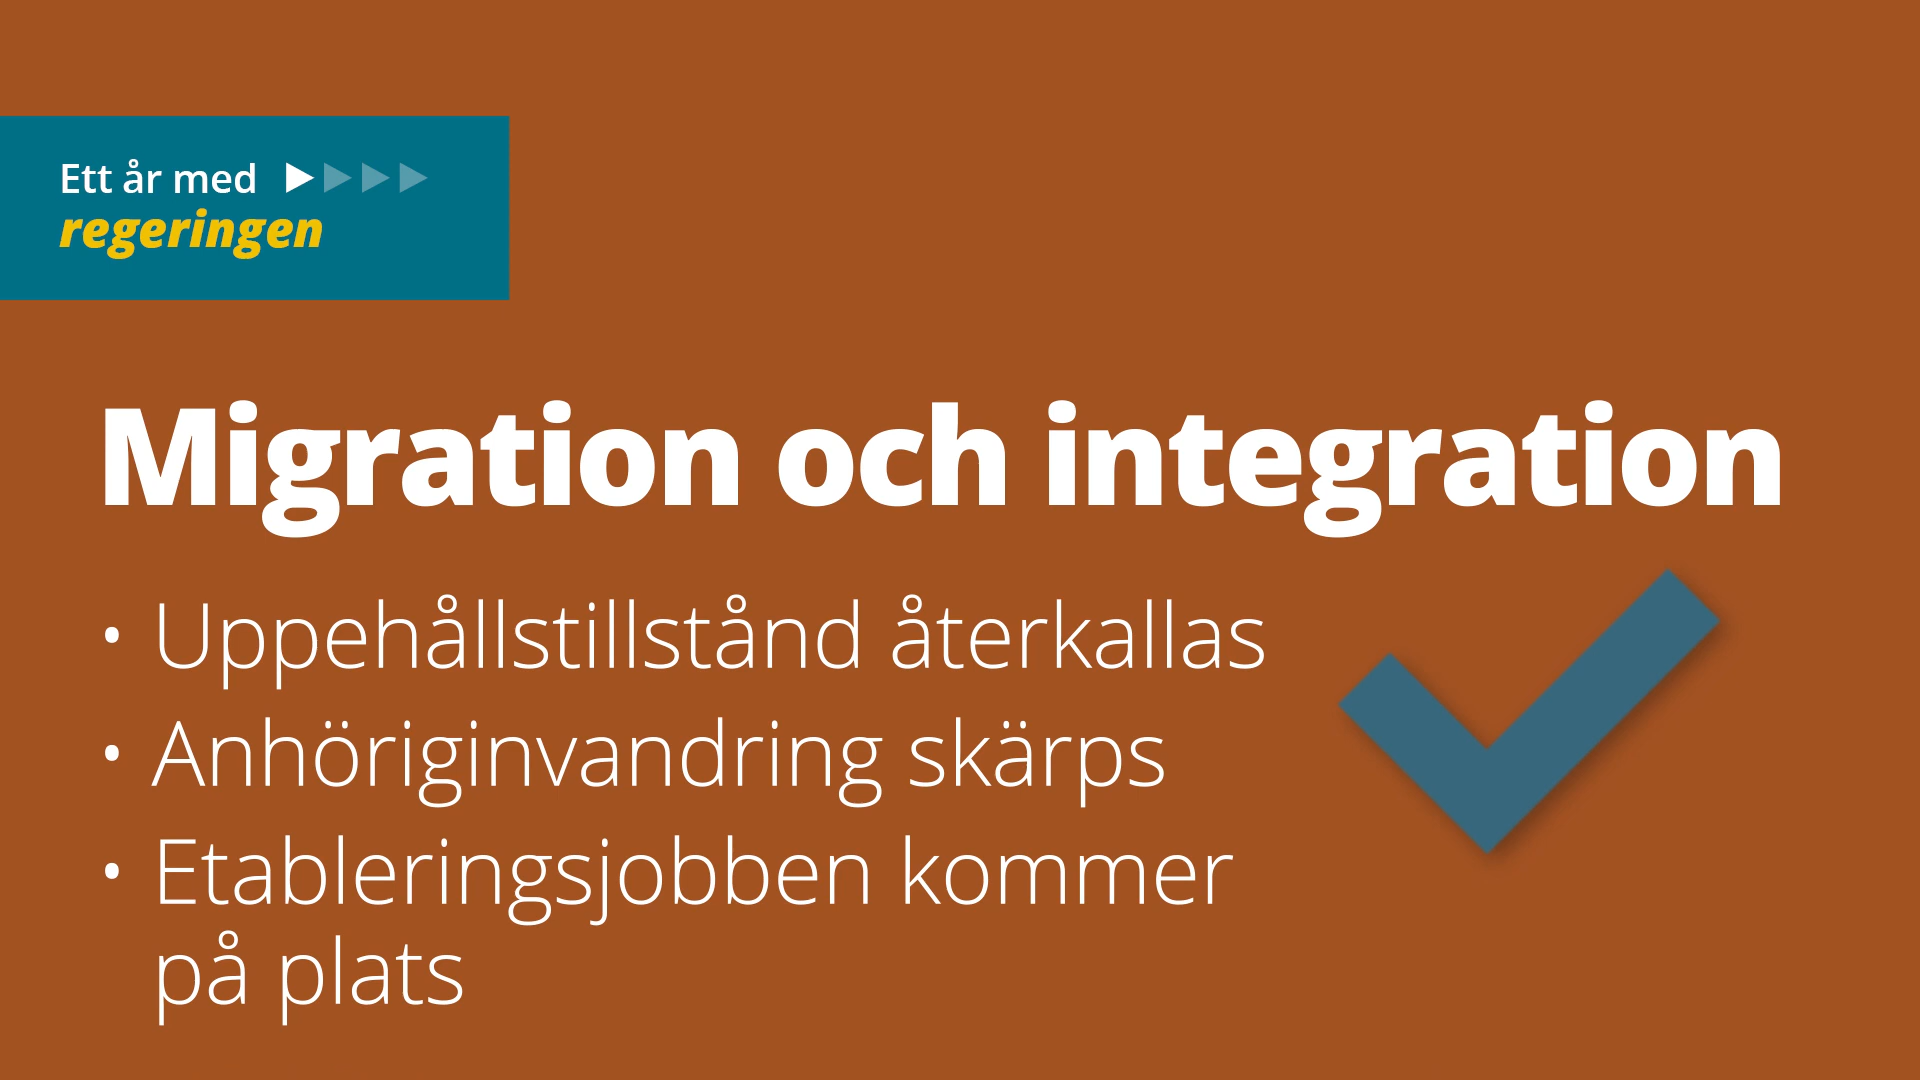 Ett år med
regeringen
Migration och integration
• Uppehållstillstånd återkallas
• Anhöriginvandring skärps
• Etableringsjobben kommer
på plats